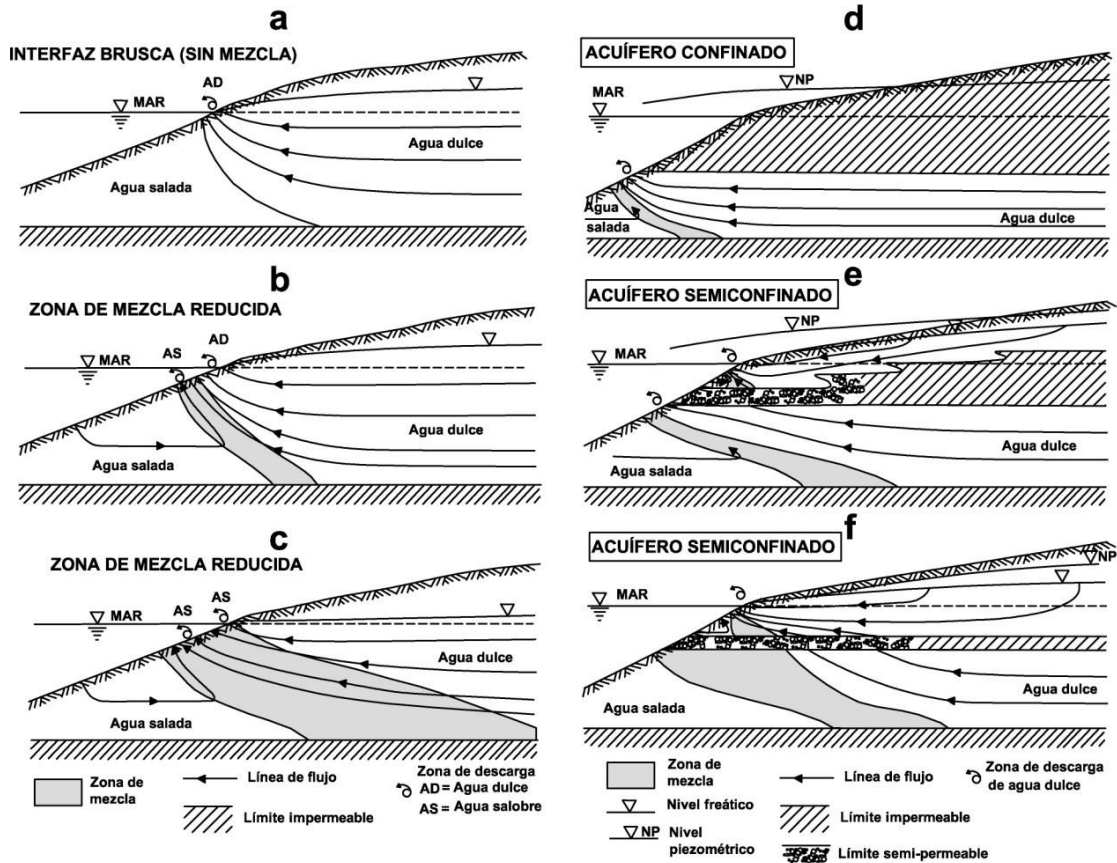 a
INTERFAZ BRUSCA (SIN MEZCLA)
AD
MAR
Agua dulce
Agua salada
b
ZONA DE MEZCLA REDUCIDA
AD
AS
MAR
Agua dulce
Agua salada
c
ZONA DE MEZCLA REDUCIDA
AS
AS
MAR
Agua dulce
Agua salada
Zona de
mezcla
Línea de flujo
Límite impermeable
Zona de descarga
AD = Agua dulce
AS = Agua salobre
d
ACUÍFERO CONFINADO
NP
MAR
Agua
salada
Agua dulce
e
ACUÍFERO SEMICONFINADO
NP
MAR
Agua dulce
Agua salada
f
ACUÍFERO SEMICONFINADO
NP
MAR
Agua dulce
Agua salada
Zona de
mezcla
Nivel freático
NP Nivel
piezométrico
Línea de flujo
Límite impermeable
Límite semi-permeable
Zona de descarga
de agua dulce